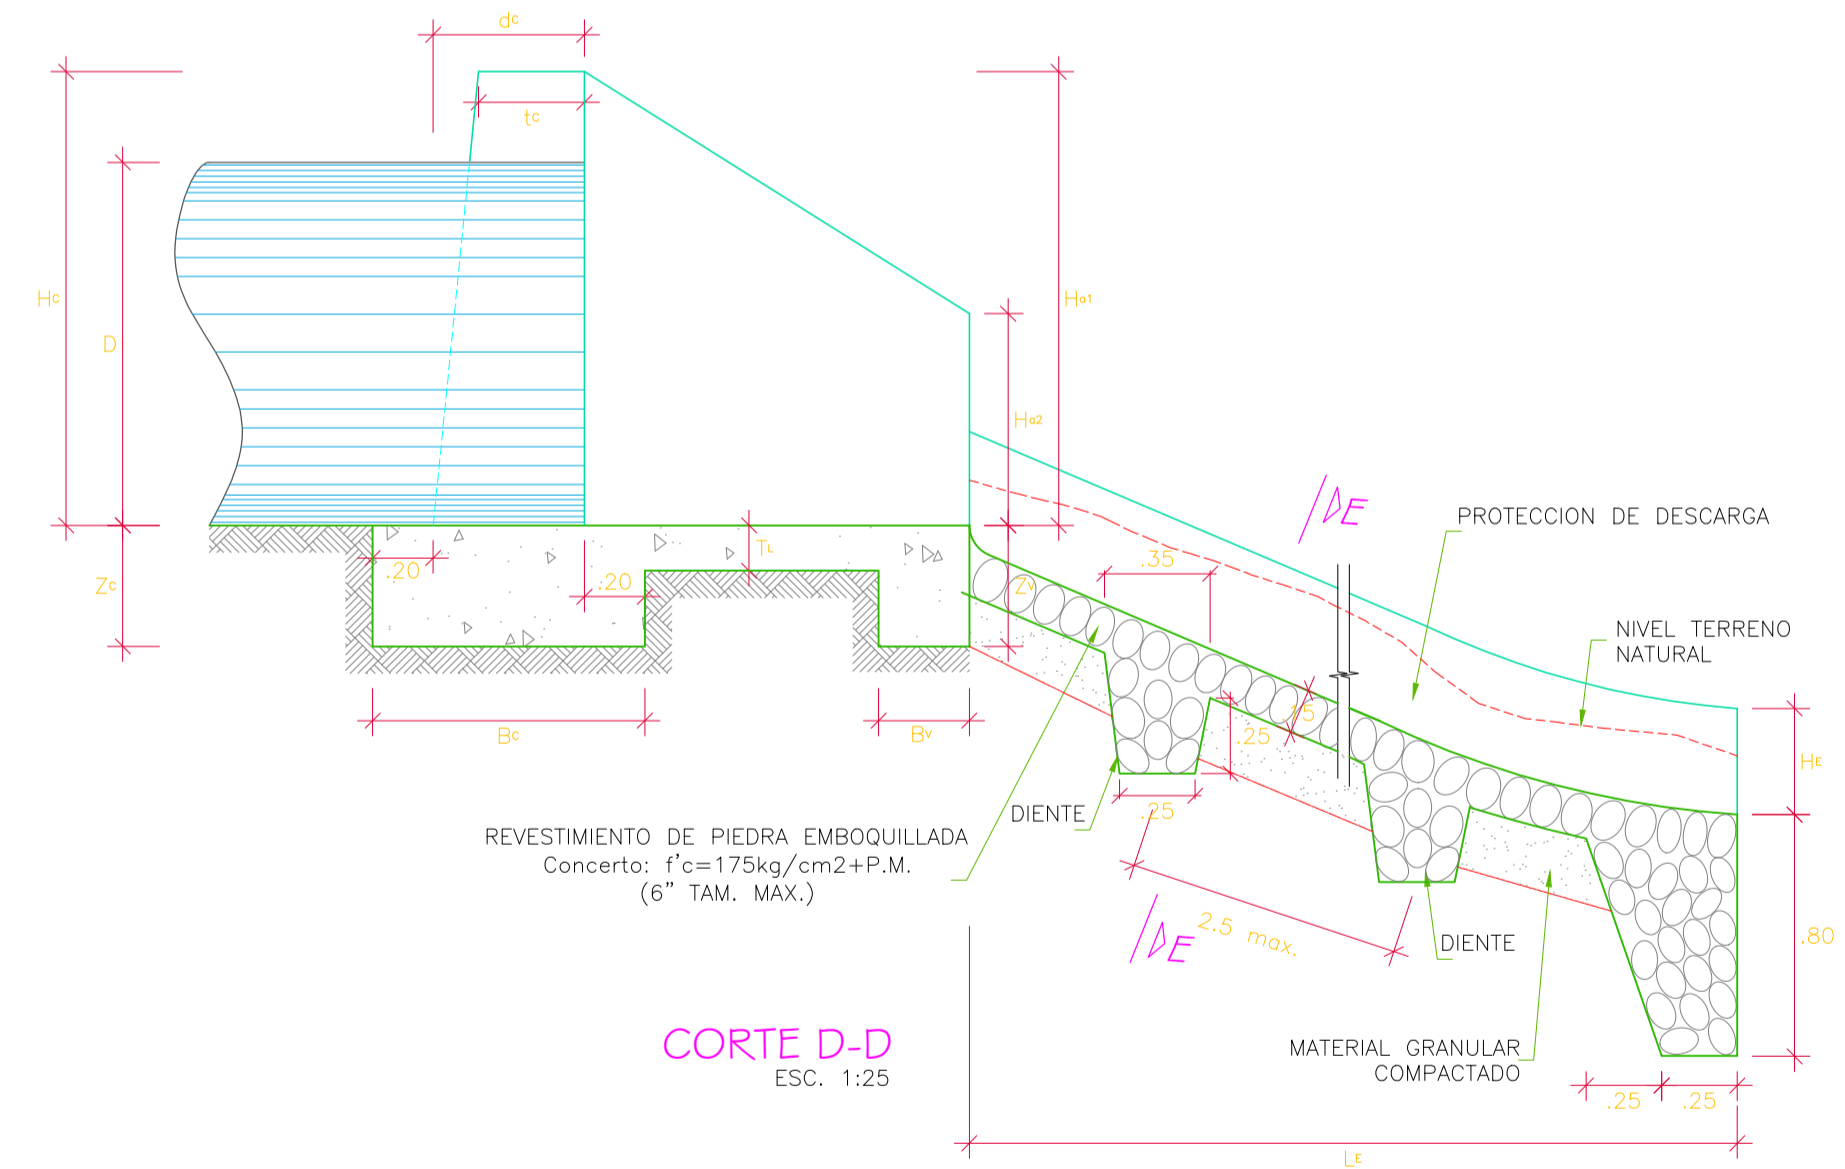 dc
tc
Hc
D
Ha1
Ha2
Zc
.20
.20
TL
Zv
.35
DE
PROTECCION DE DESCARGA
NIVEL TERRENO
NATURAL
Bc
Bv
.15
.25
.25
HE
DIENTE
REVESTIMIENTO DE PIEDRA EMBOQUILLADA
Concerto: f'c=175kg/cm2+P.M.
(6" TAM. MAX.)
DE
2.5 max.
DIENTE
.80
CORTE D-D
ESC. 1:25
MATERIAL GRANULAR
COMPACTADO
.25
.25
LE